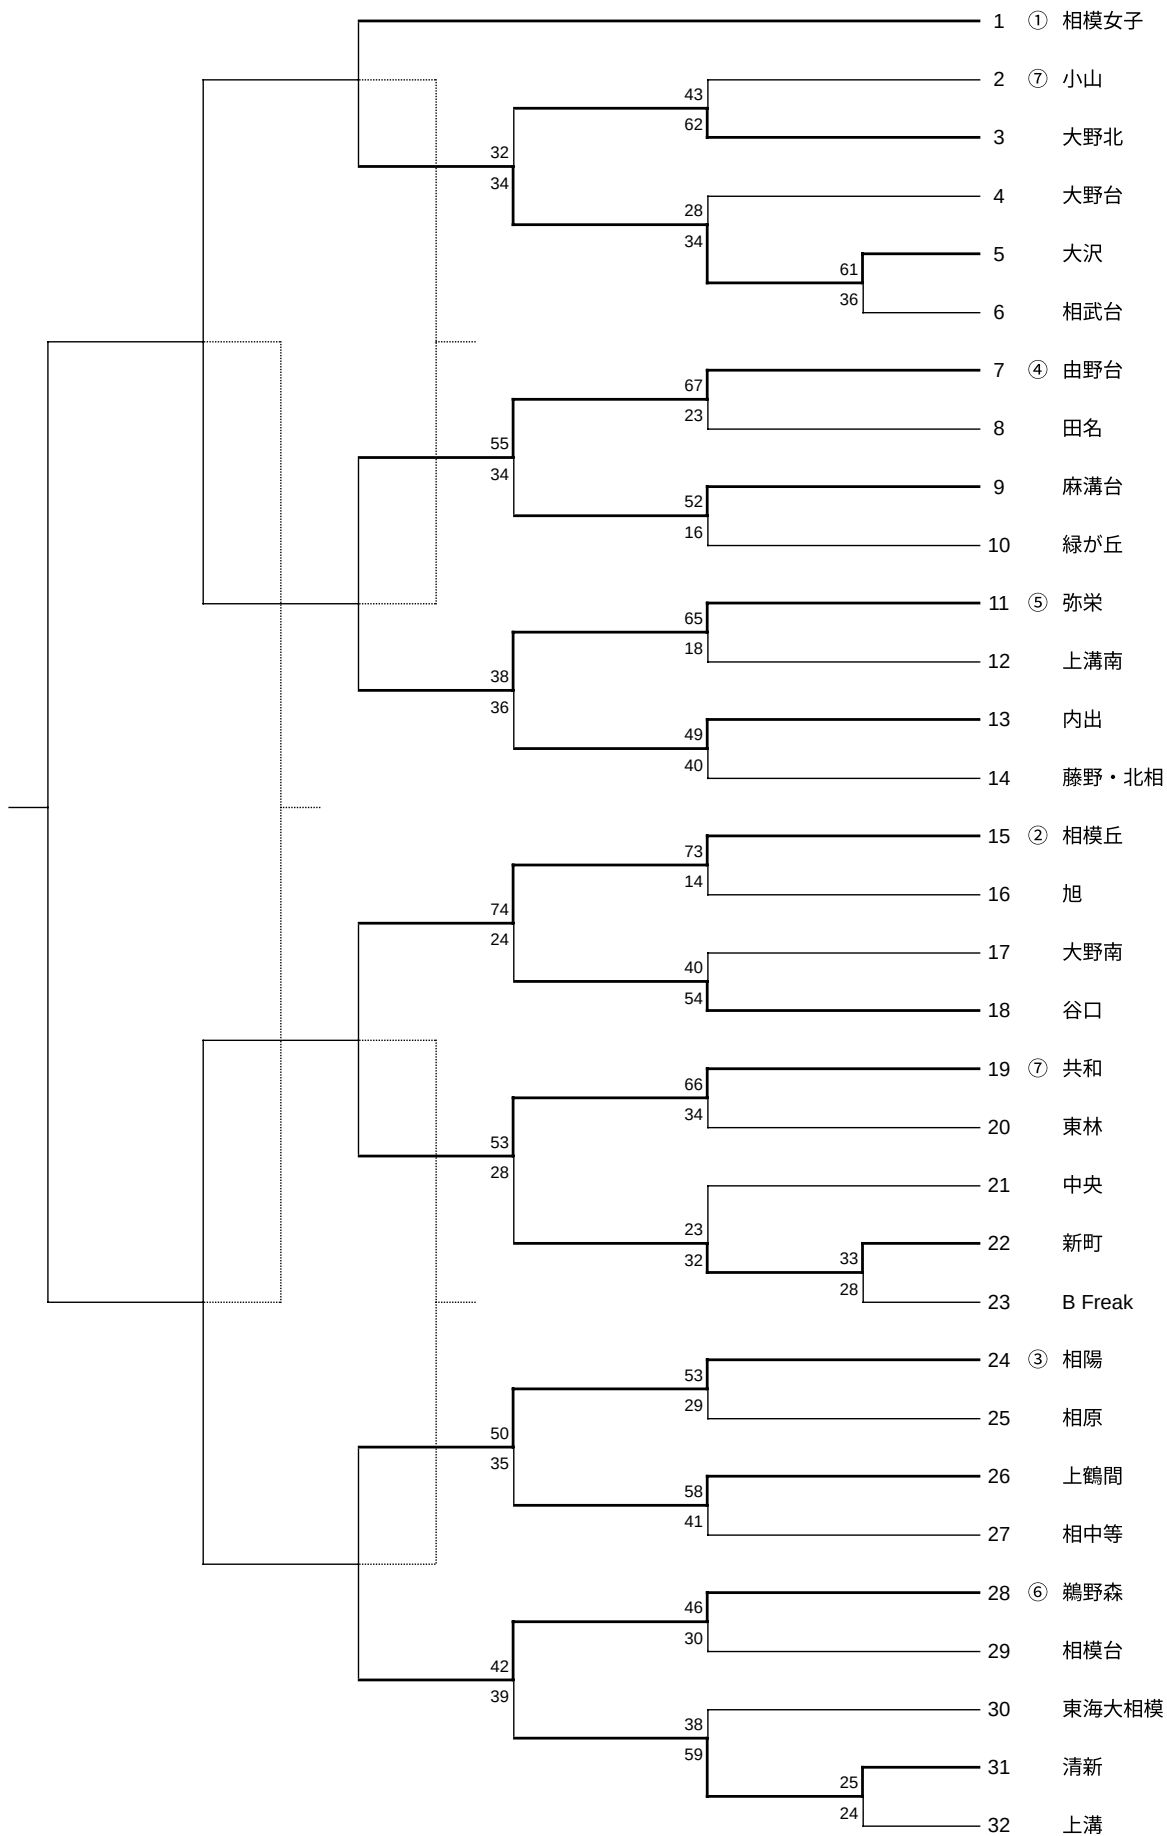 1 ① 相模女子
2 ⑦ 小山
43
62
3 大野北
32
34
4 大野台
28
34
5 大沢
61
36
6 相武台
7 ④ 由野台
67
23
8 田名
55
34
9 麻溝台
52
16
10 緑が丘
11 ⑤ 弥栄
65
18
12 上溝南
38
36
13 内出
49
40
14 藤野・北相
15 ② 相模丘
73
14
16 旭
74
24
17 大野南
40
54
18 谷口
19 ⑦ 共和
66
34
20 東林
53
28
21 中央
23
32
22 新町
33
28
23 B Freak
24 ③ 相陽
53
29
25 相原
50
35
26 上鶴間
58
41
27 相中等
28 ⑥ 鵜野森
46
30
29 相模台
42
39
30 東海大相模
38
59
31 清新
25
24
32 上溝